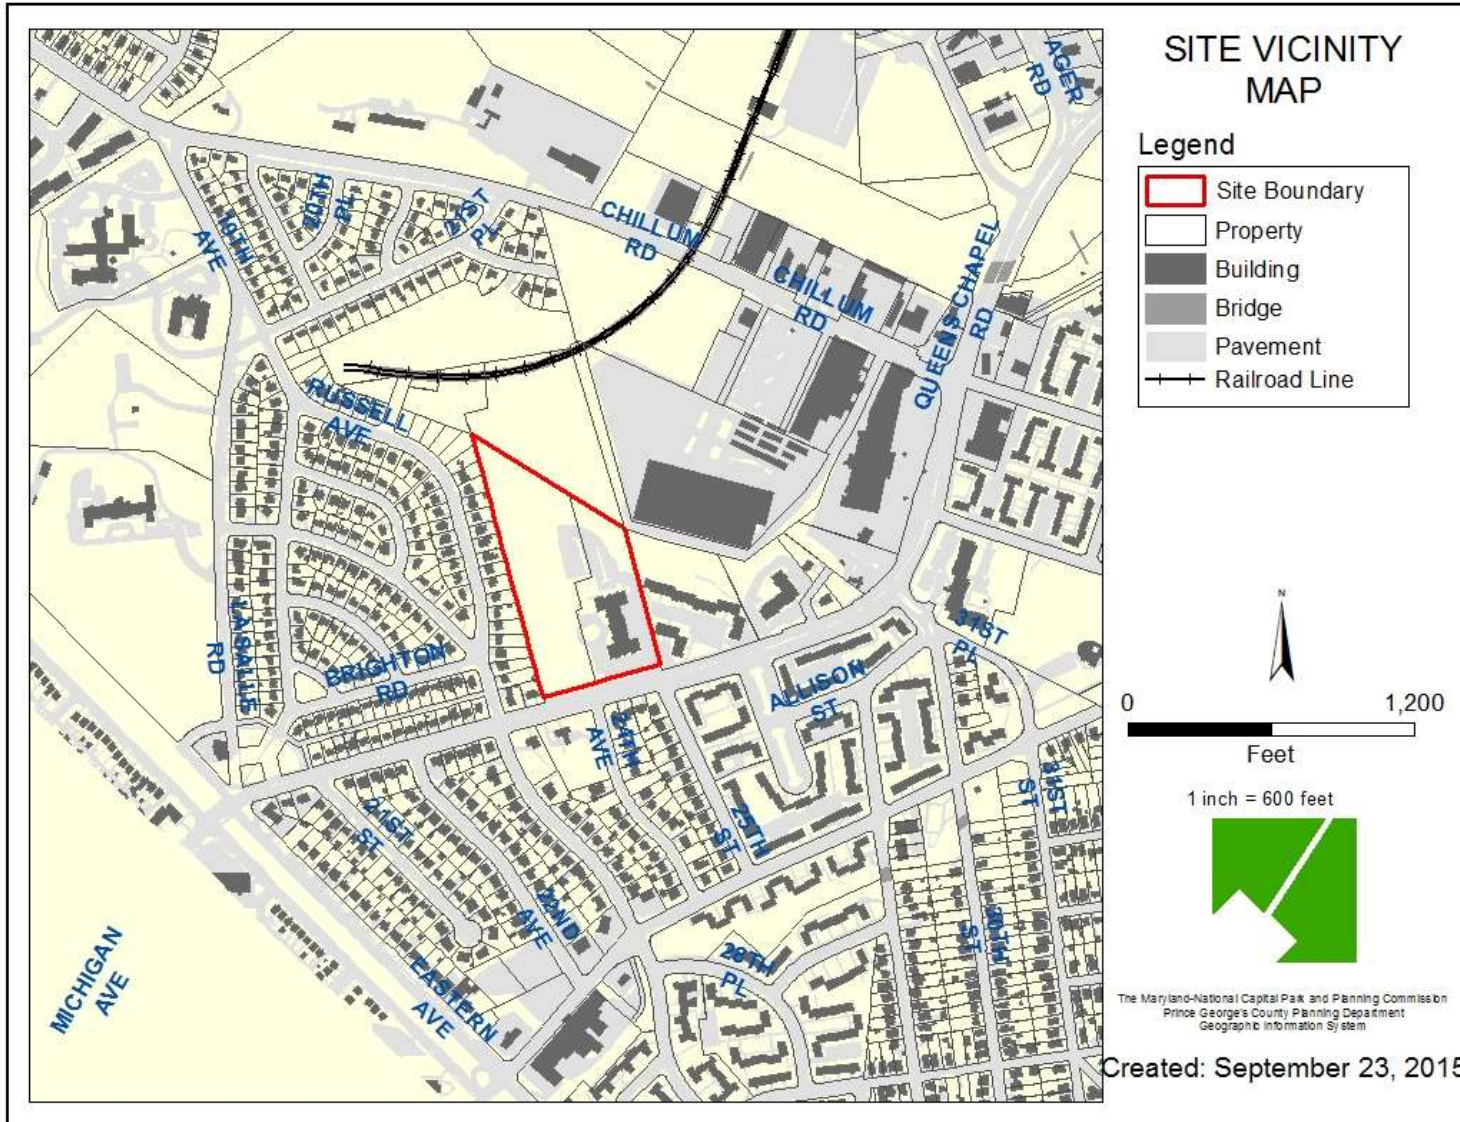 SITE VICINITY
MAP
Legend
Site Boundary
Property
Building
Bridge
Pavement
Railroad Line
N
0 1,200
Feet
1 inch = 600 feet
The Maryland-National Capital Park and Planning Commission
Prince George's County Planning Department
Geographic Information System
Created: September 23, 2015
AGER
RD
19TH
AVE
20TH
PL
21ST
PL
CHILLUM
RD
CHILLUM
RD
QUEENS CHAPEL
RD
RUSSELL
AVE
LA SALLE
RD
BRIGHTON
RD
31ST
PL
ALLISON
ST
24TH
AVE
25TH
ST
31ST
ST
21ST
ST
22ND
AVE
30TH
ST
28TH
PL
EASTERN
AVE
MICHIGAN
AVE